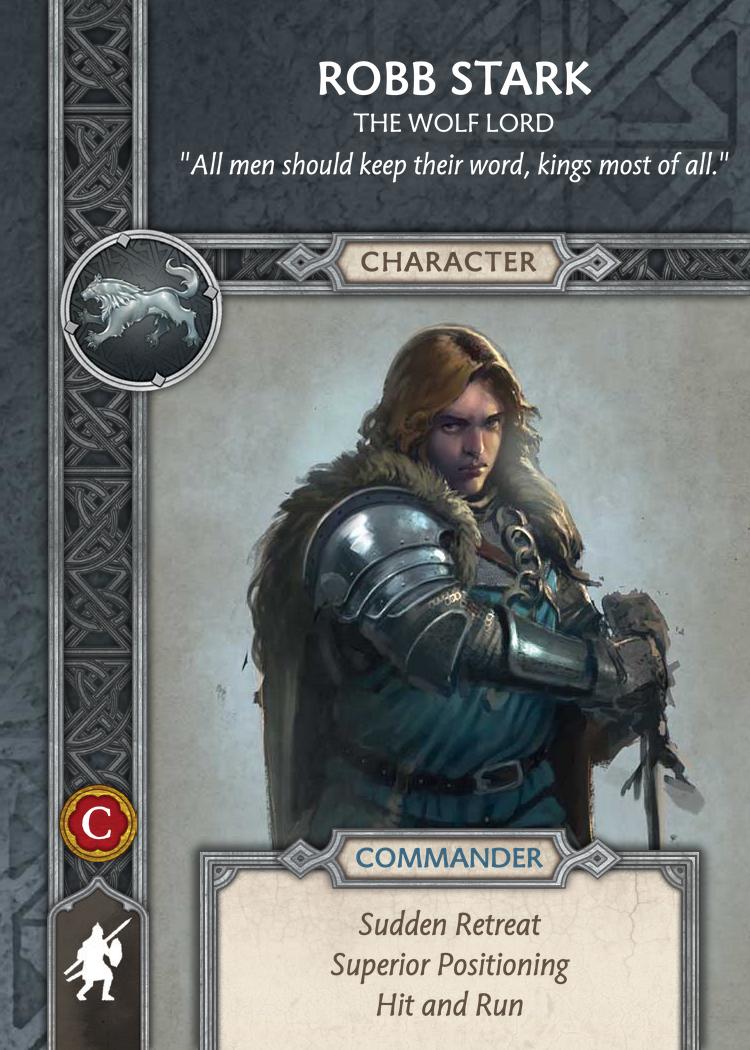 ROBB STARK
THE WOLF LORD
"All men should keep their word, kings most of all."
CHARACTER
C
COMMANDER
Sudden Retreat
Superior Positioning
Hit and Run